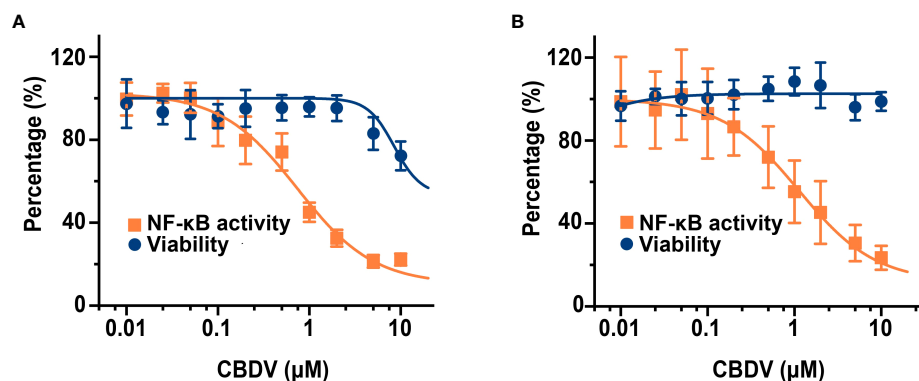 A
Percentage (%)
120
80
40
0
NF-κB activity
Viability
0.01
0.1
1
10
CBDV (µM)
B
Percentage (%)
120
80
40
0
NF-κB activity
Viability
0.01
0.1
1
10
CBDV (µM)